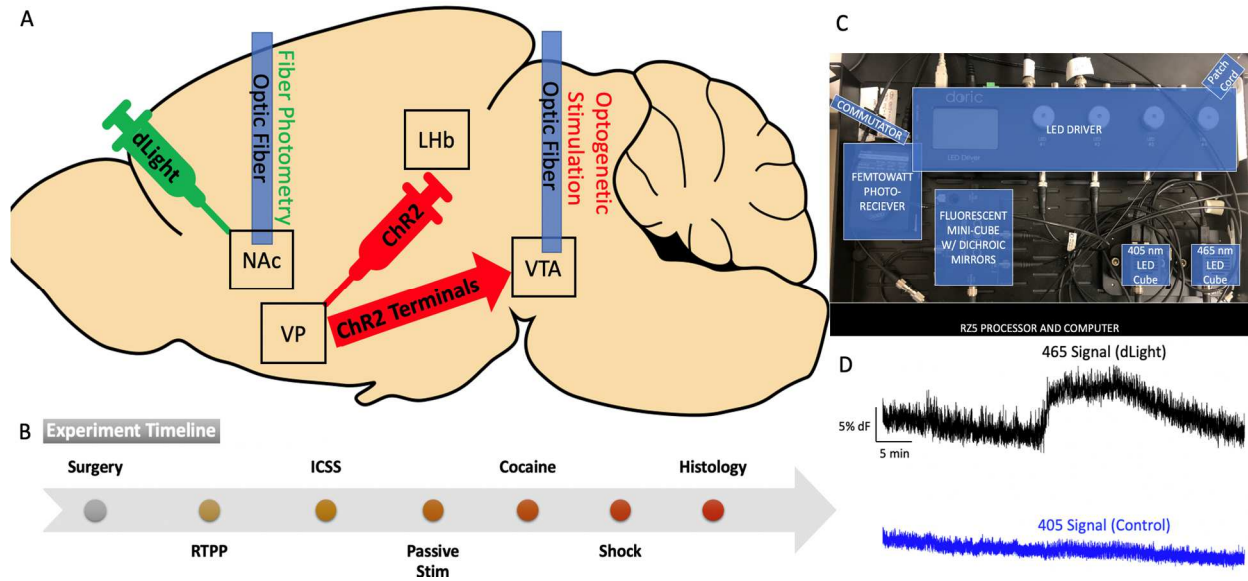 A
Fiber Photometry
Optic Fiber
dLight
NAc
LHb
ChR2
VP
ChR2 Terminals
VTA
Optic Fiber
Optogenetic
Stimulation
B
Experiment Timeline
Surgery
RTPP
ICSS
Passive
Stim
Cocaine
Shock
Histology
C
COMMUTATOR
doric
LED DRIVER
LED Driver
Patch
Cord
FEMTOWATT
PHOTO-
RECIEVER
FLUORESCENT
MINI-CUBE
W/ DICHROIC
MIRRORS
405 nm
LED
Cube
465 nm
LED
Cube
RZ5 PROCESSOR AND COMPUTER
D
465 Signal (dLight)
5% dF
5 min
405 Signal (Control)